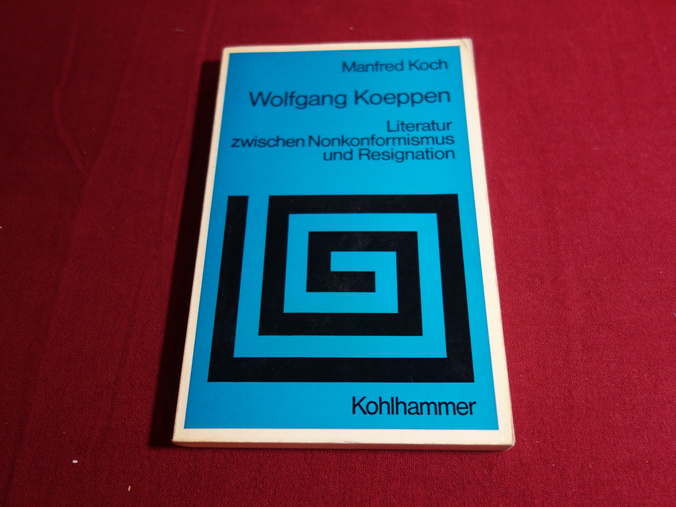 Manfred Koch
Wolfgang Koeppen
Literatur
zwischen Nonkonformismus
und Resignation
Kohlhammer